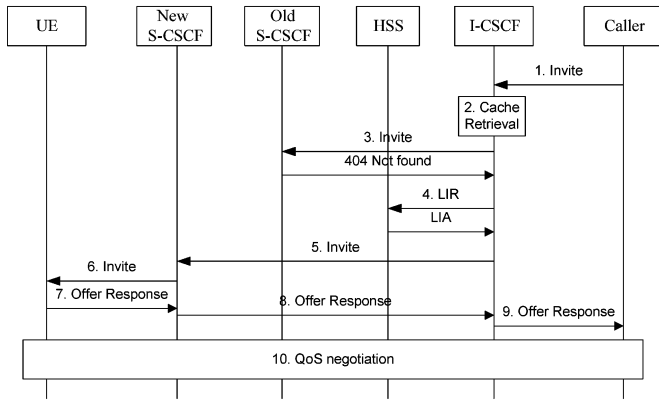 UE
New
S-CSCF
Old
S-CSCF
HSS
I-CSCF
Caller
1. Invite
2. Cache
Retrieval
3. Invite
404 Not found
4. LIR
LIA
5. Invite
6. Invite
7. Offer Response
8. Offer Response
9. Offer Response
10. QoS negotiation